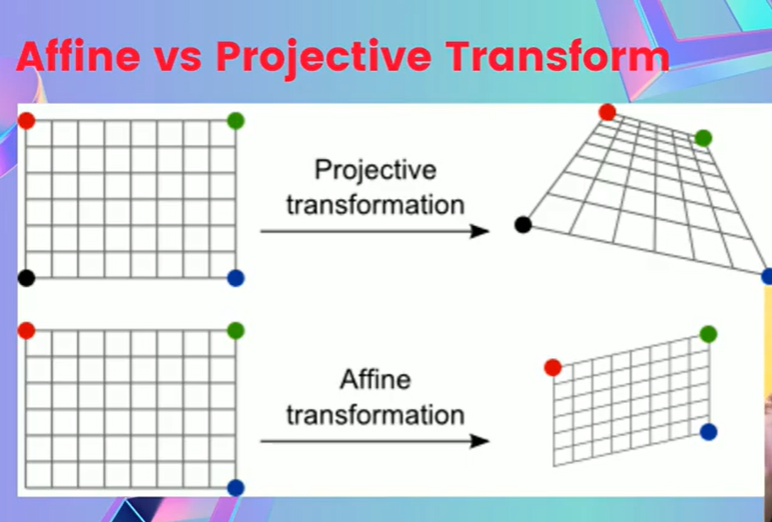 Affine vs Projective Transform
Projective
transformation
Affine
transformation